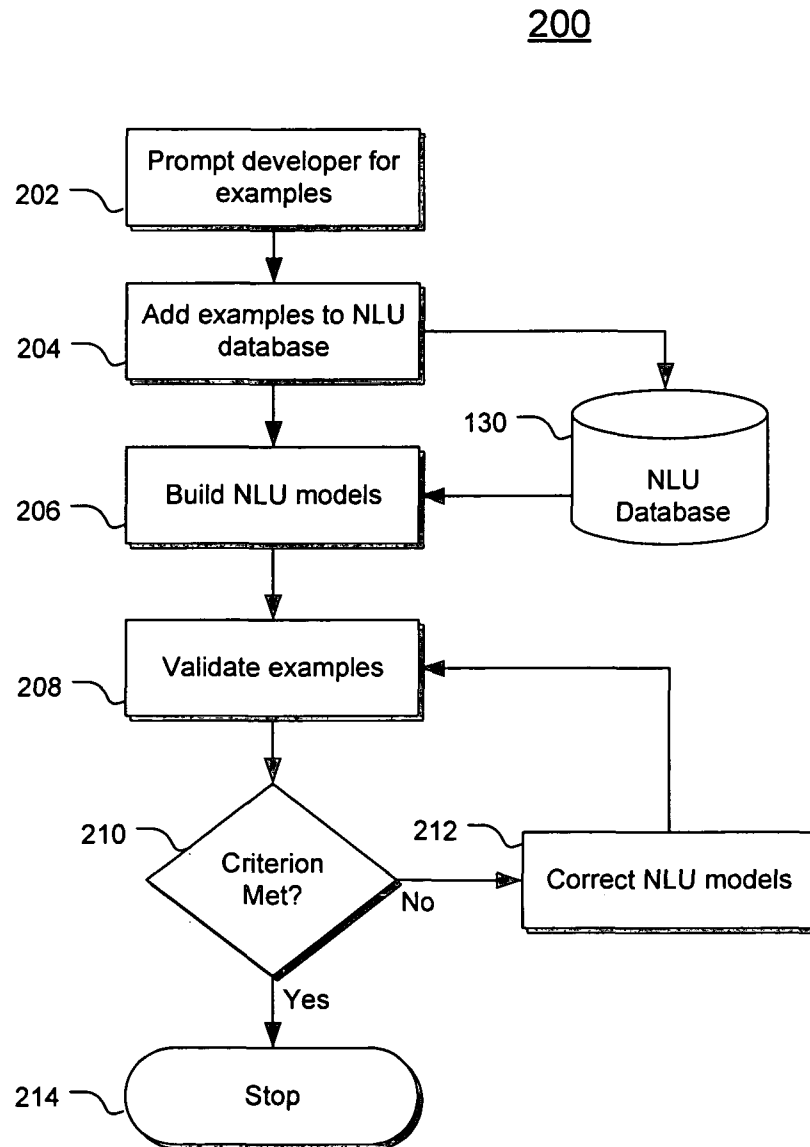 200
Prompt developer for
examples
202
Add examples to NLU
database
204
130
NLU
Database
Build NLU models
206
Validate examples
208
210
Criterion
Met?
No
212
Correct NLU models
Yes
Stop
214